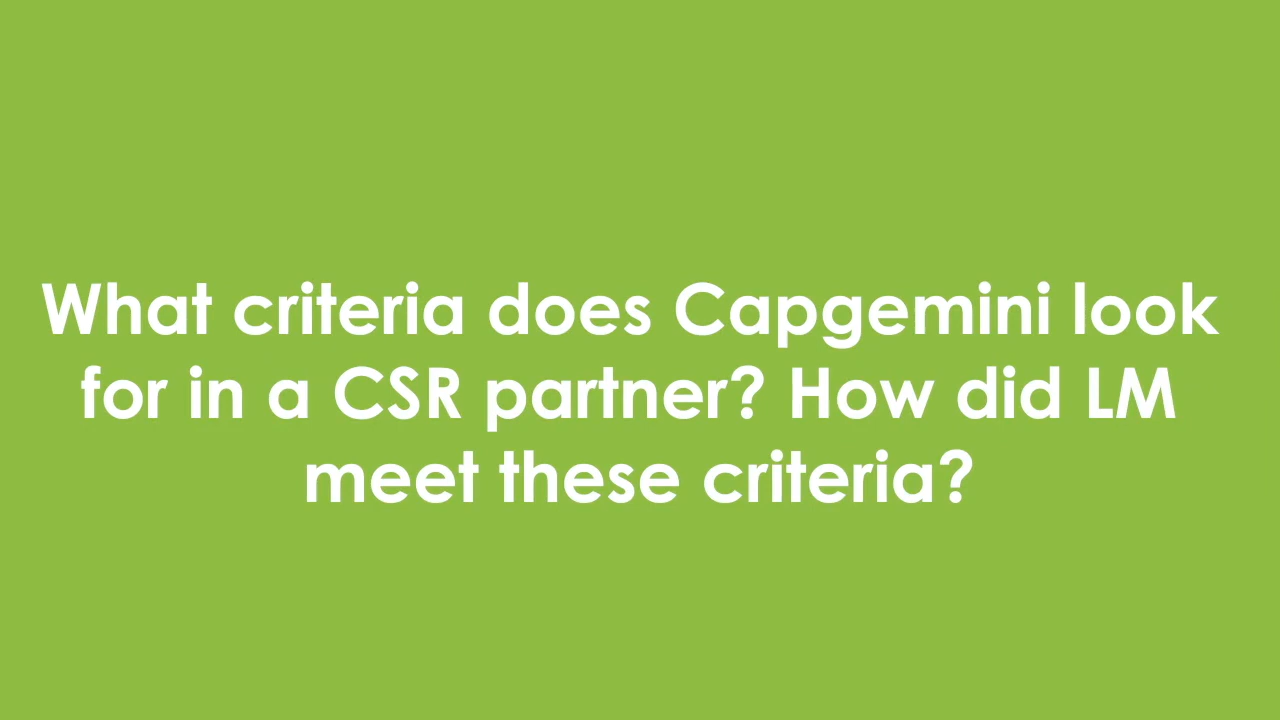 What criteria does Capgemini look
for in a CSR partner? How did LM
meet these criteria?